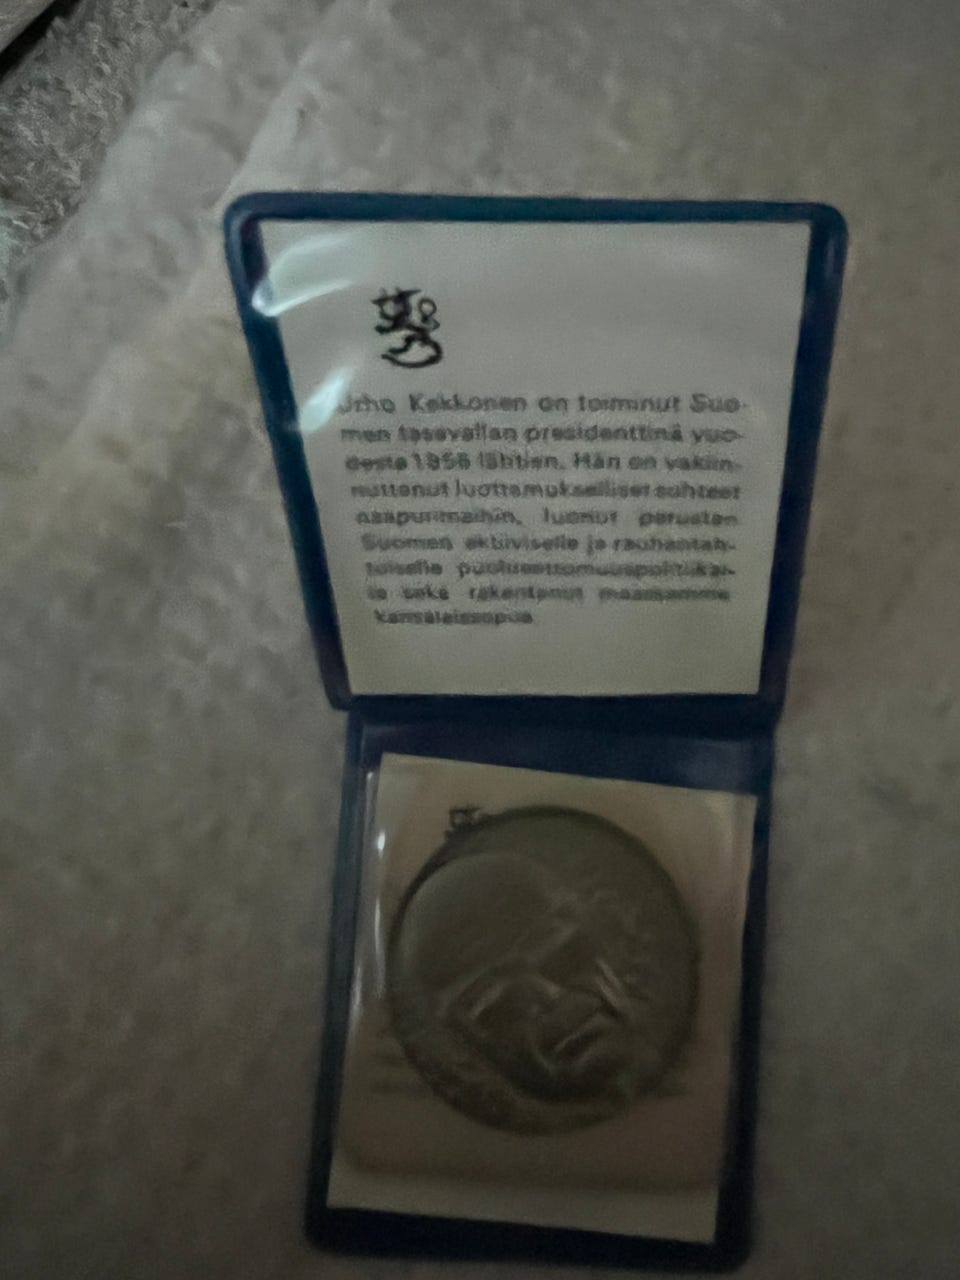 Urho Kekkonen on toiminut Suo-
men tasavallan presidenttinä vuo-
desta 1956 lähtien. Hän on vakiin-
nuttanut luottamukselliset suhteet
naapurimaihin, luonut perustan
Suomen aktiiviselle ja rauhantah-
toiselle puolueettomuuspolitiikal-
le sekä rakentanut maassamme
kansalaissopua